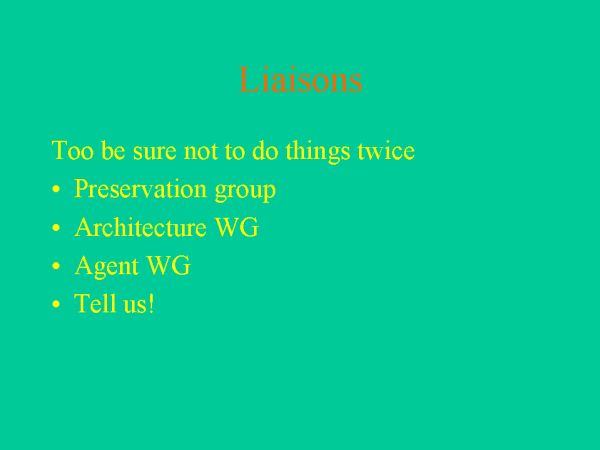 Liaisons
Too be sure not to do things twice
• Preservation group
• Architecture WG
• Agent WG
• Tell us!